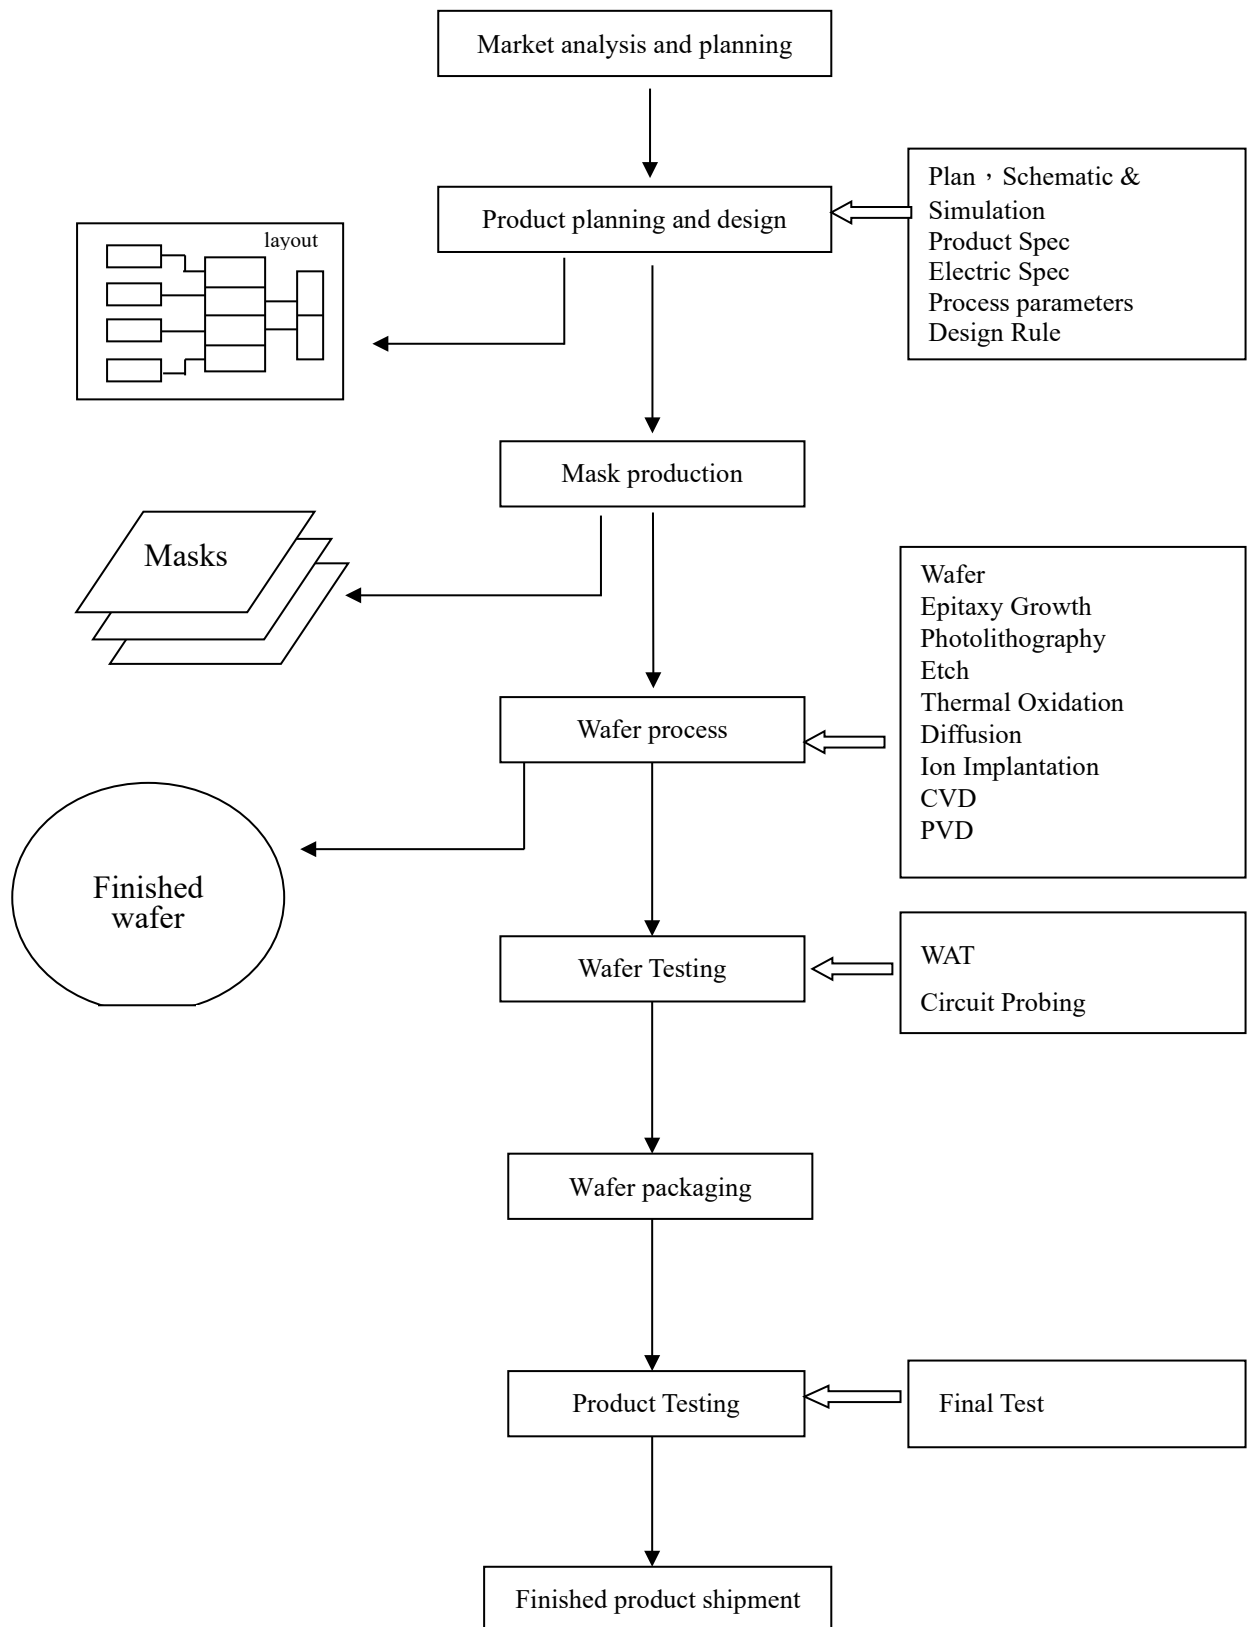 Market analysis and planning
Product planning and design
Plan，Schematic &
Simulation
Product Spec
Electric Spec
Process parameters
Design Rule
layout
Mask production
Masks
Wafer process
Wafer
Epitaxy Growth
Photolithography
Etch
Thermal Oxidation
Diffusion
Ion Implantation
CVD
PVD
Finished
wafer
Wafer Testing
WAT
Circuit Probing
Wafer packaging
Product Testing
Final Test
Finished product shipment